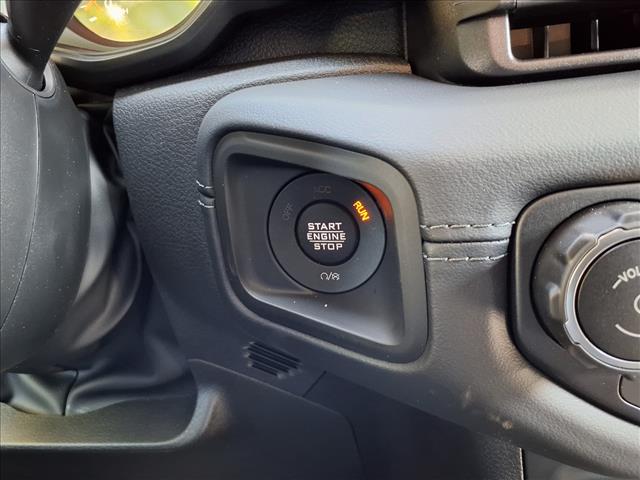 ACC
OFF
RUN
START
ENGINE
STOP
VOL